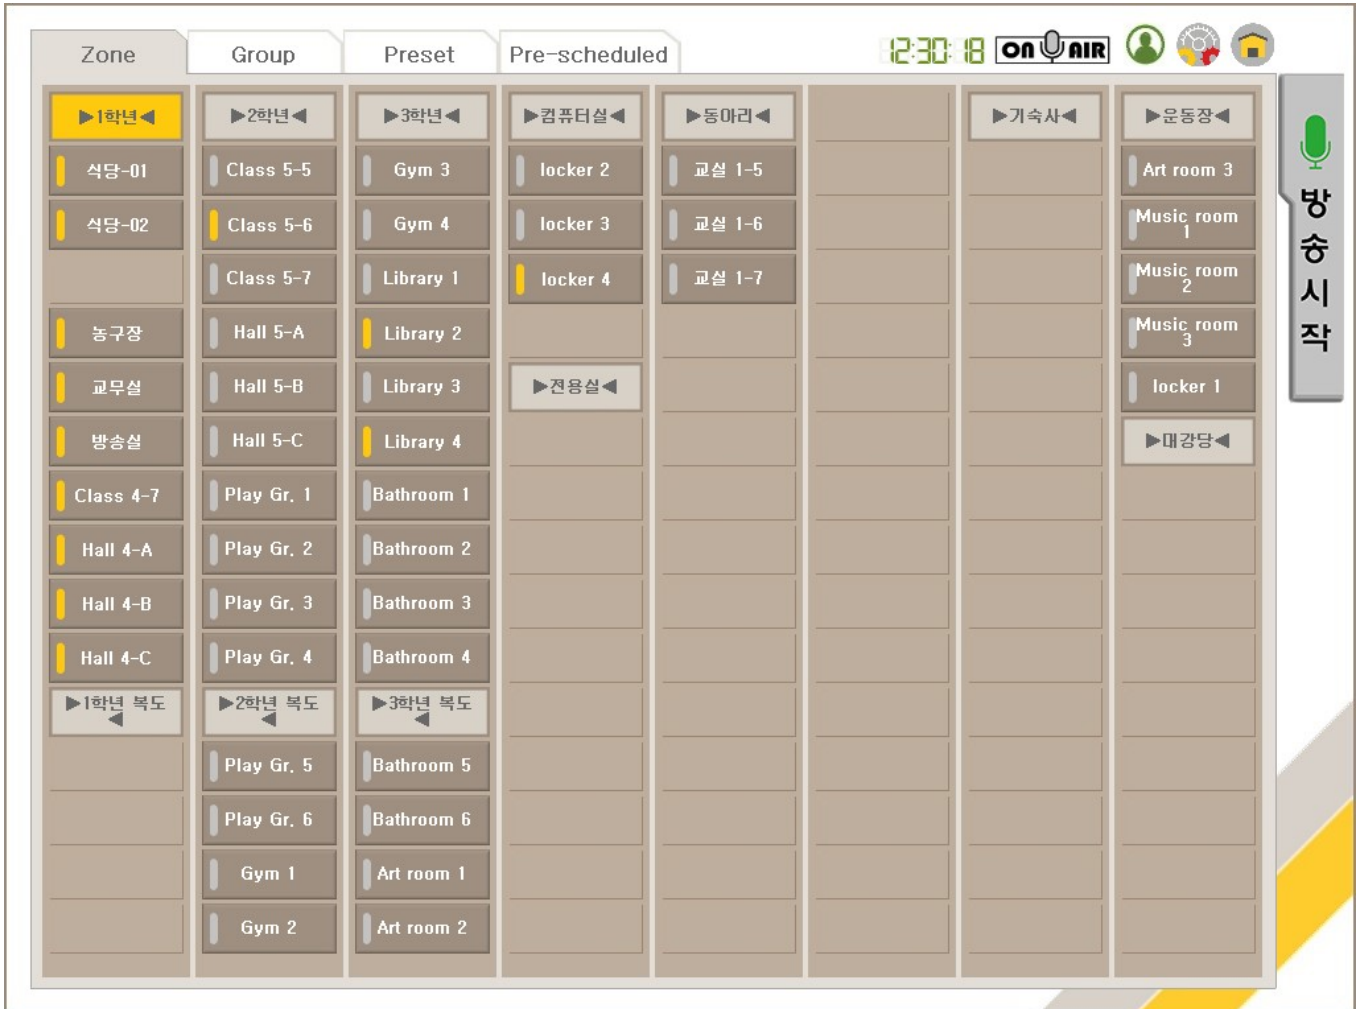 Zone
Group
Preset
Pre-scheduled
12:30:18
ON AIR
▶1학년◀
식당-01
식당-02
농구장
교무실
방송실
Class 4-7
Hall 4-A
Hall 4-B
Hall 4-C
▶1학년 복도
◀
▶2학년◀
Class 5-5
Class 5-6
Class 5-7
Hall 5-A
Hall 5-B
Hall 5-C
Play Gr. 1
Play Gr. 2
Play Gr. 3
Play Gr. 4
▶2학년 복도
◀
Play Gr. 5
Play Gr. 6
Gym 1
Gym 2
▶3학년◀
Gym 3
Gym 4
Library 1
Library 2
Library 3
Library 4
Bathroom 1
Bathroom 2
Bathroom 3
Bathroom 4
▶3학년 복도
◀
Bathroom 5
Bathroom 6
Art room 1
Art room 2
▶컴퓨터실◀
locker 2
locker 3
locker 4
▶전용실◀
▶동아리◀
교실 1-5
교실 1-6
교실 1-7
▶기숙사◀
▶운동장◀
Art room 3
Music room
1
Music room
2
Music room
3
locker 1
▶대강당◀
방송시작